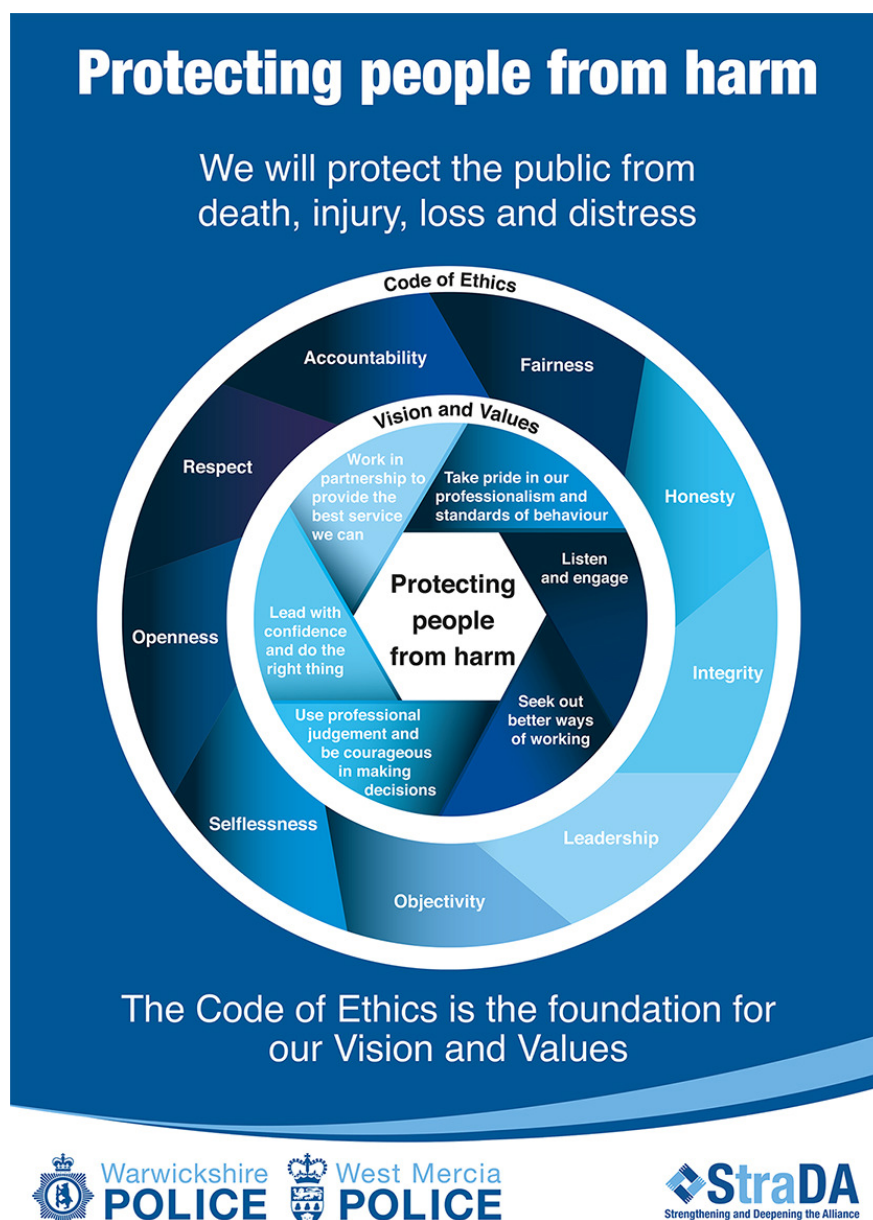 Protecting people from harm
We will protect the public from
death, injury, loss and distress
Code of Ethics
Accountability
Fairness
Honesty
Integrity
Leadership
Objectivity
Selflessness
Openness
Respect
Vision and Values
Work in
partnership to
provide the
best service
we can
Take pride in our
professionalism and
standards of behaviour
Listen
and engage
Seek out
better ways
of working
Use professional
judgement and
be courageous
in making
decisions
Lead with
confidence
and do the
right thing
Protecting
people
from harm
The Code of Ethics is the foundation for
our Vision and Values
Warwickshire
POLICE
West Mercia
POLICE
StraDA
Strengthening and Deepening the Alliance